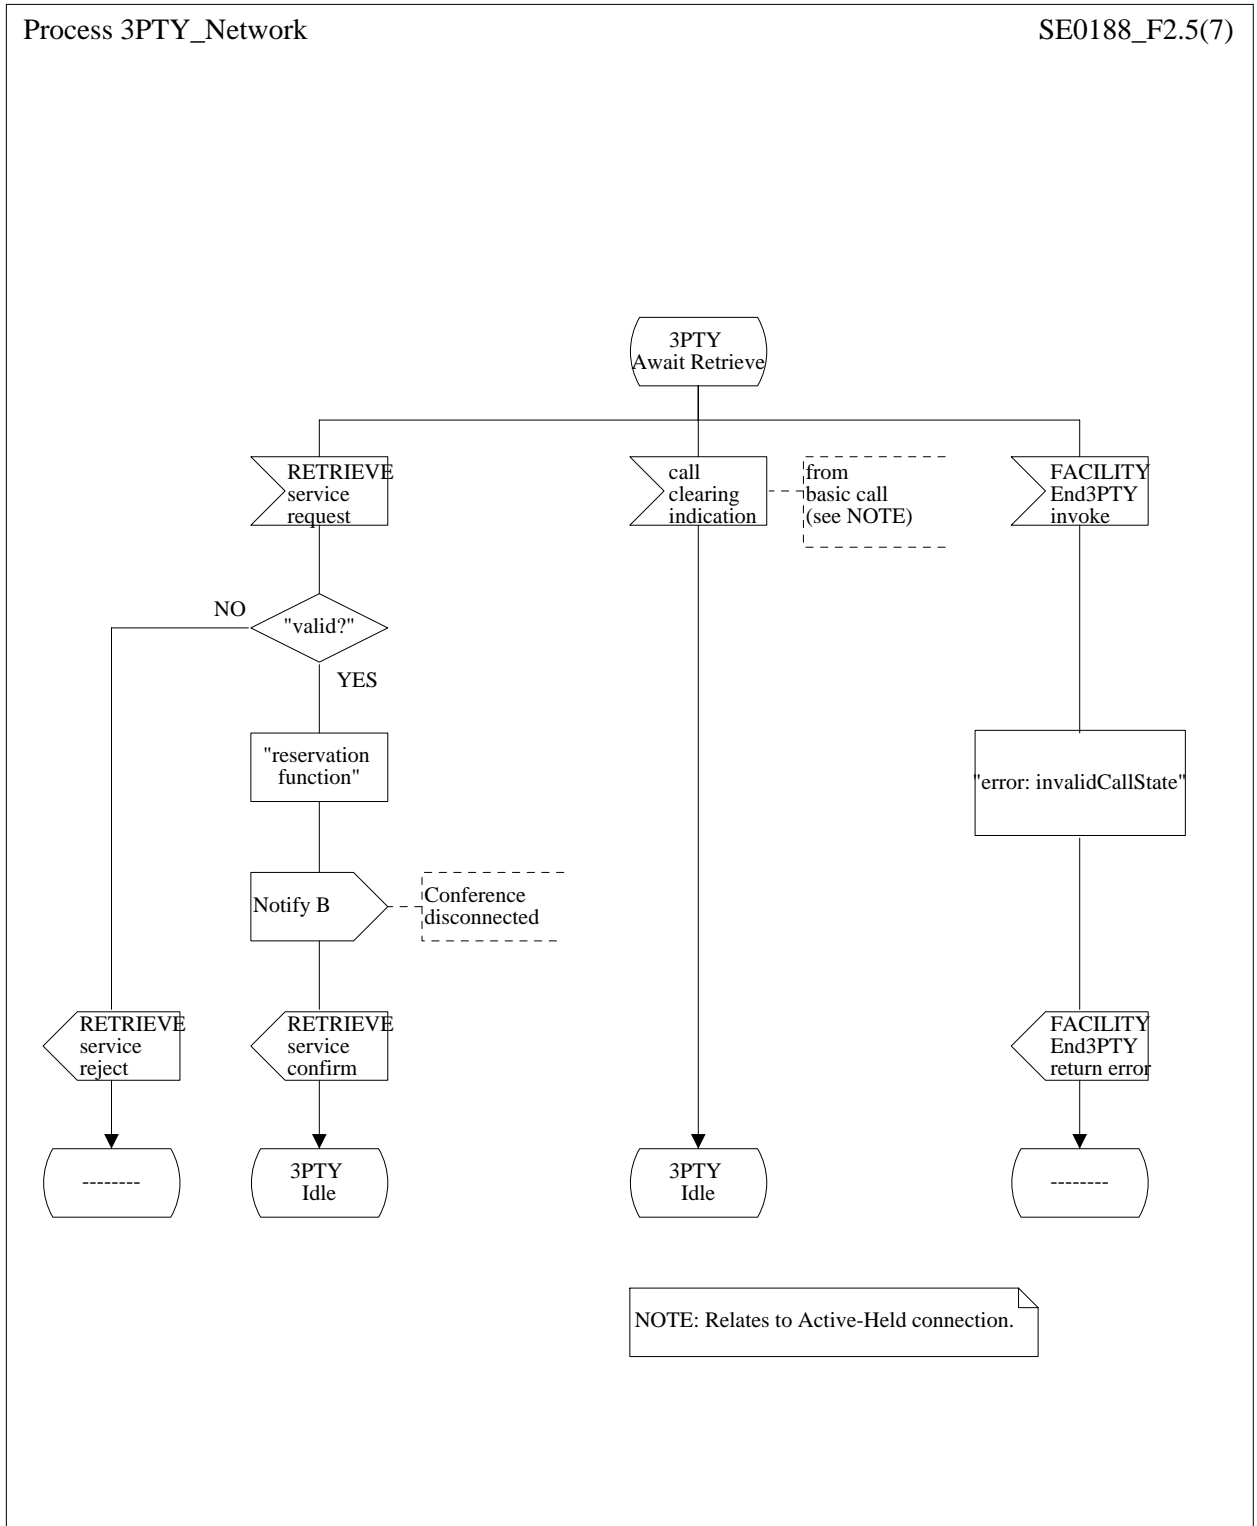 Process 3PTY_Network
SE0188_F2.5(7)
3PTY
Await Retrieve
RETRIEVE
service
request
call
clearing
indication
from
basic call
(see NOTE)
FACILITY
End3PTY
invoke
NO
"valid?"
YES
"reservation
function"
"error: invalidCallState"
Notify B
Conference
disconnected
RETRIEVE
service
reject
RETRIEVE
service
confirm
FACILITY
End3PTY
return error
--------
3PTY
Idle
3PTY
Idle
--------
NOTE: Relates to Active-Held connection.